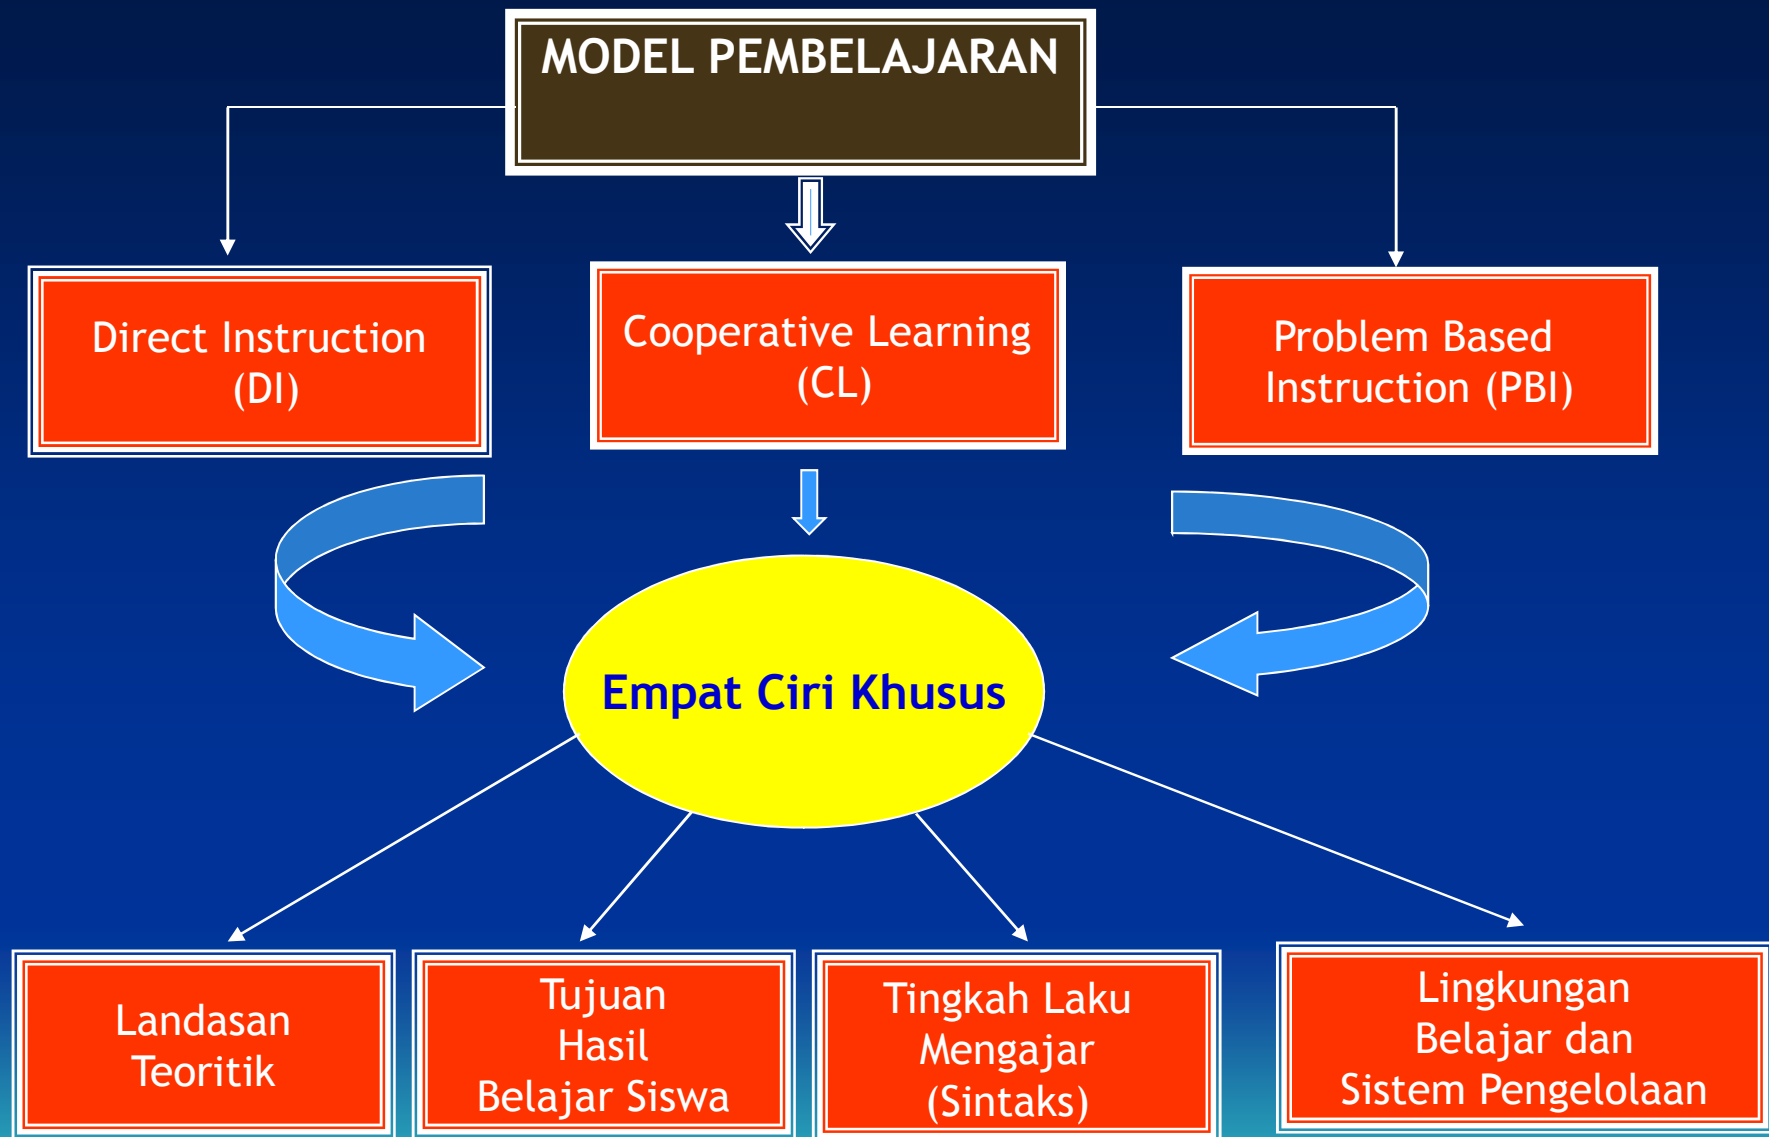 MODEL PEMBELAJARAN
Direct Instruction
(DI)
Cooperative Learning
(CL)
Problem Based
Instruction (PBI)
Empat Ciri Khusus
Landasan
Teoritik
Tujuan
Hasil
Belajar Siswa
Tingkah Laku
Mengajar
(Sintaks)
Lingkungan
Belajar dan
Sistem Pengelolaan